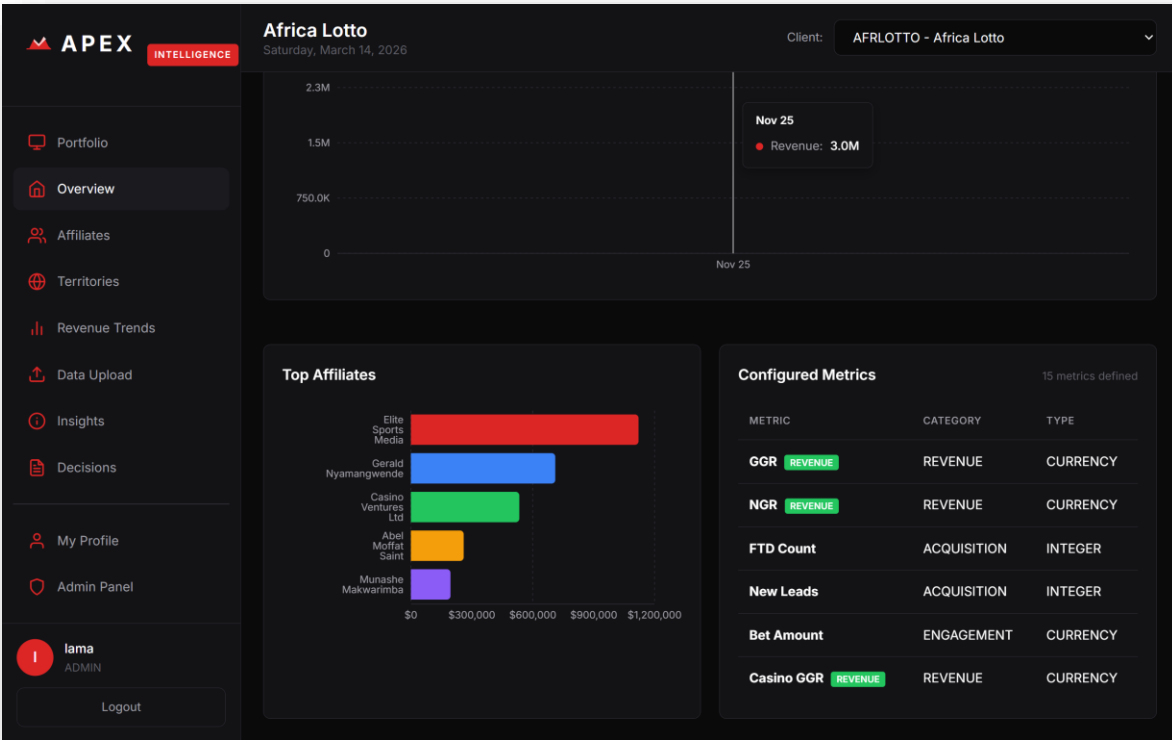 APEX
INTELLIGENCE
Portfolio
Overview
Affiliates
Territories
Revenue Trends
Data Upload
Insights
Decisions
My Profile
Admin Panel
I
lama
ADMIN
Logout
Africa Lotto
Saturday, March 14, 2026
Client:
AFRLOTTO - Africa Lotto
2.3M
1.5M
750.0K
0
Nov 25
Nov 25
Revenue: 3.0M
Top Affiliates
Elite
Sports
Media
Gerald
Nyamangwende
Casino
Ventures
Ltd
Abel
Moffat
Saint
Munashe
Makwarimba
$0 $300,000 $600,000 $900,000 $1,200,000
Configured Metrics
15 metrics defined
METRIC CATEGORY TYPE
GGR REVENUE REVENUE CURRENCY
NGR REVENUE REVENUE CURRENCY
FTD Count ACQUISITION INTEGER
New Leads ACQUISITION INTEGER
Bet Amount ENGAGEMENT CURRENCY
Casino GGR REVENUE REVENUE CURRENCY